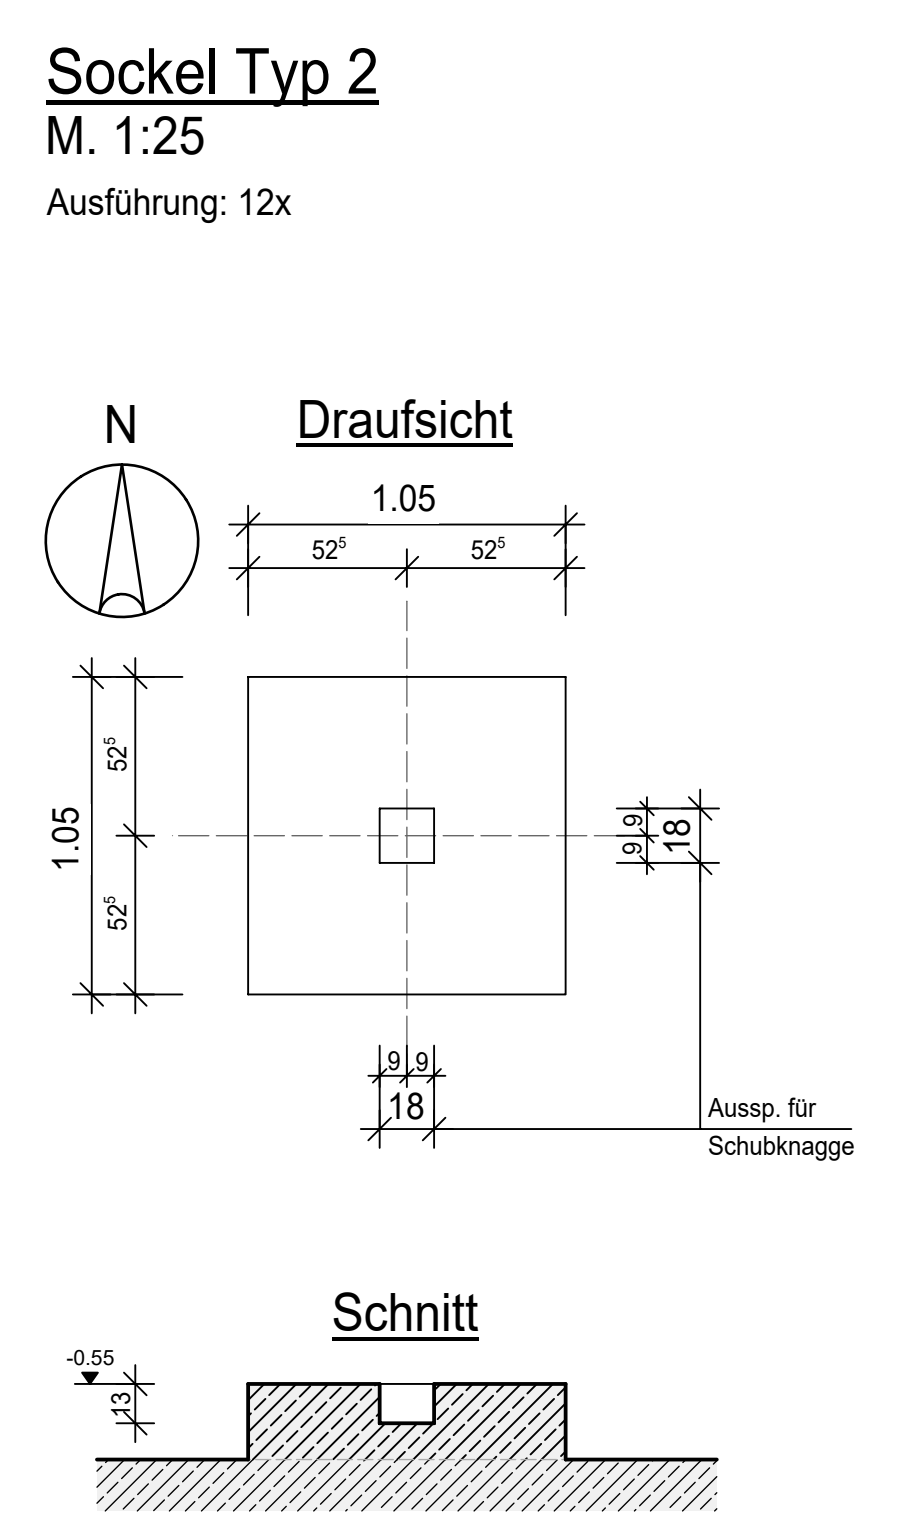 Sockel Typ 2
M. 1:25
Ausführung: 12x
N
Draufsicht
1.05
52⁵ 52⁵
52⁵
1.05
52⁵
9
9
18
9 9
18
Aussp. für
Schubknagge
Schnitt
-0.55
13